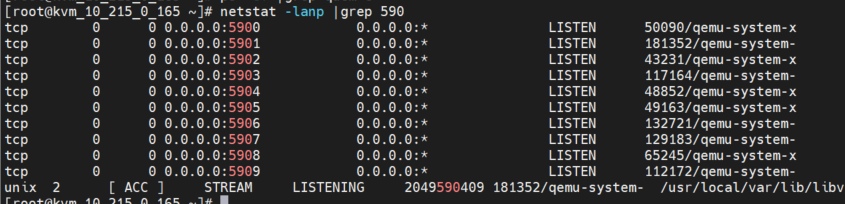 [root@kvm_10_215_0_165 ~]# netstat -lanp |grep 590
tcp 0 0 0.0.0.0:5900 0.0.0.0:* LISTEN 50090/qemu-system-x
tcp 0 0 0.0.0.0:5901 0.0.0.0:* LISTEN 181352/qemu-system-
tcp 0 0 0.0.0.0:5902 0.0.0.0:* LISTEN 43231/qemu-system-x
tcp 0 0 0.0.0.0:5903 0.0.0.0:* LISTEN 117164/qemu-system-
tcp 0 0 0.0.0.0:5904 0.0.0.0:* LISTEN 48852/qemu-system-x
tcp 0 0 0.0.0.0:5905 0.0.0.0:* LISTEN 49163/qemu-system-x
tcp 0 0 0.0.0.0:5906 0.0.0.0:* LISTEN 132721/qemu-system-
tcp 0 0 0.0.0.0:5907 0.0.0.0:* LISTEN 129183/qemu-system-
tcp 0 0 0.0.0.0:5908 0.0.0.0:* LISTEN 65245/qemu-system-x
tcp 0 0 0.0.0.0:5909 0.0.0.0:* LISTEN 112172/qemu-system-
unix 2 [ ACC ] STREAM LISTENING 2049590409 181352/qemu-system- /usr/local/var/lib/libv
[root@kvm_10_215_0_165 ~]#